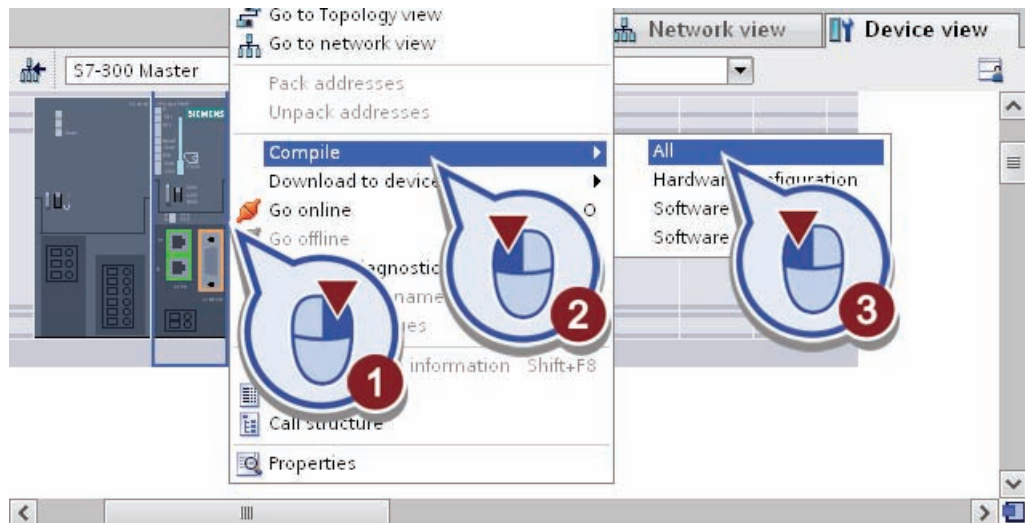 Go to Topology view
Go to network view
Network view
Device view
S7-300 Master
Pack addresses
Unpack addresses
SIEMENS
Compile
All
Download to device
Go online
Go offline
Software
Software
information Shift+F8
Call structure
Properties
1
2
3